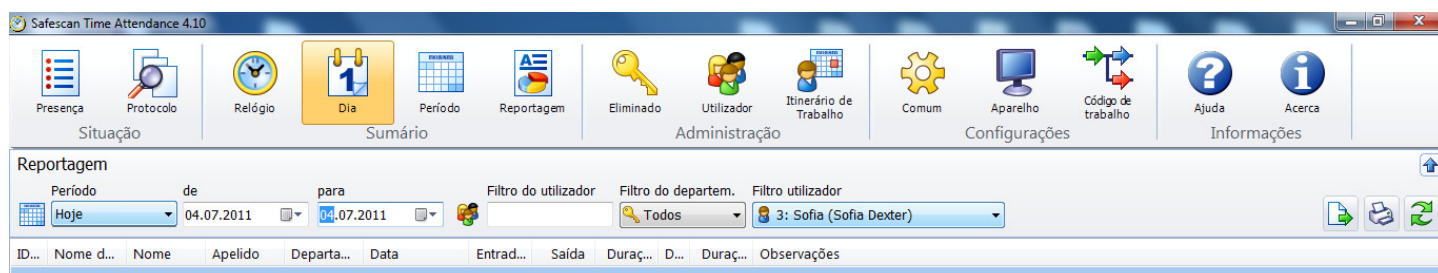 Safescan Time Attendance 4.10
Presença Protocolo Relógio Dia Período Reportagem Eliminado Utilizador Itinerário de Trabalho Comum Aparelho Código de trabalho Ajuda Acerca
Situação Sumário Administração Configurações Informações
Reportagem
Período de para Filtro do utilizador Filtro do departem. Filtro utilizador
Hoje 04.07.2011 04.07.2011 Todos 3: Sofia (Sofia Dexter)
ID... Nome d... Nome Apelido Departa... Data Entrad... Saída Duraç... D... Duraç... Observações